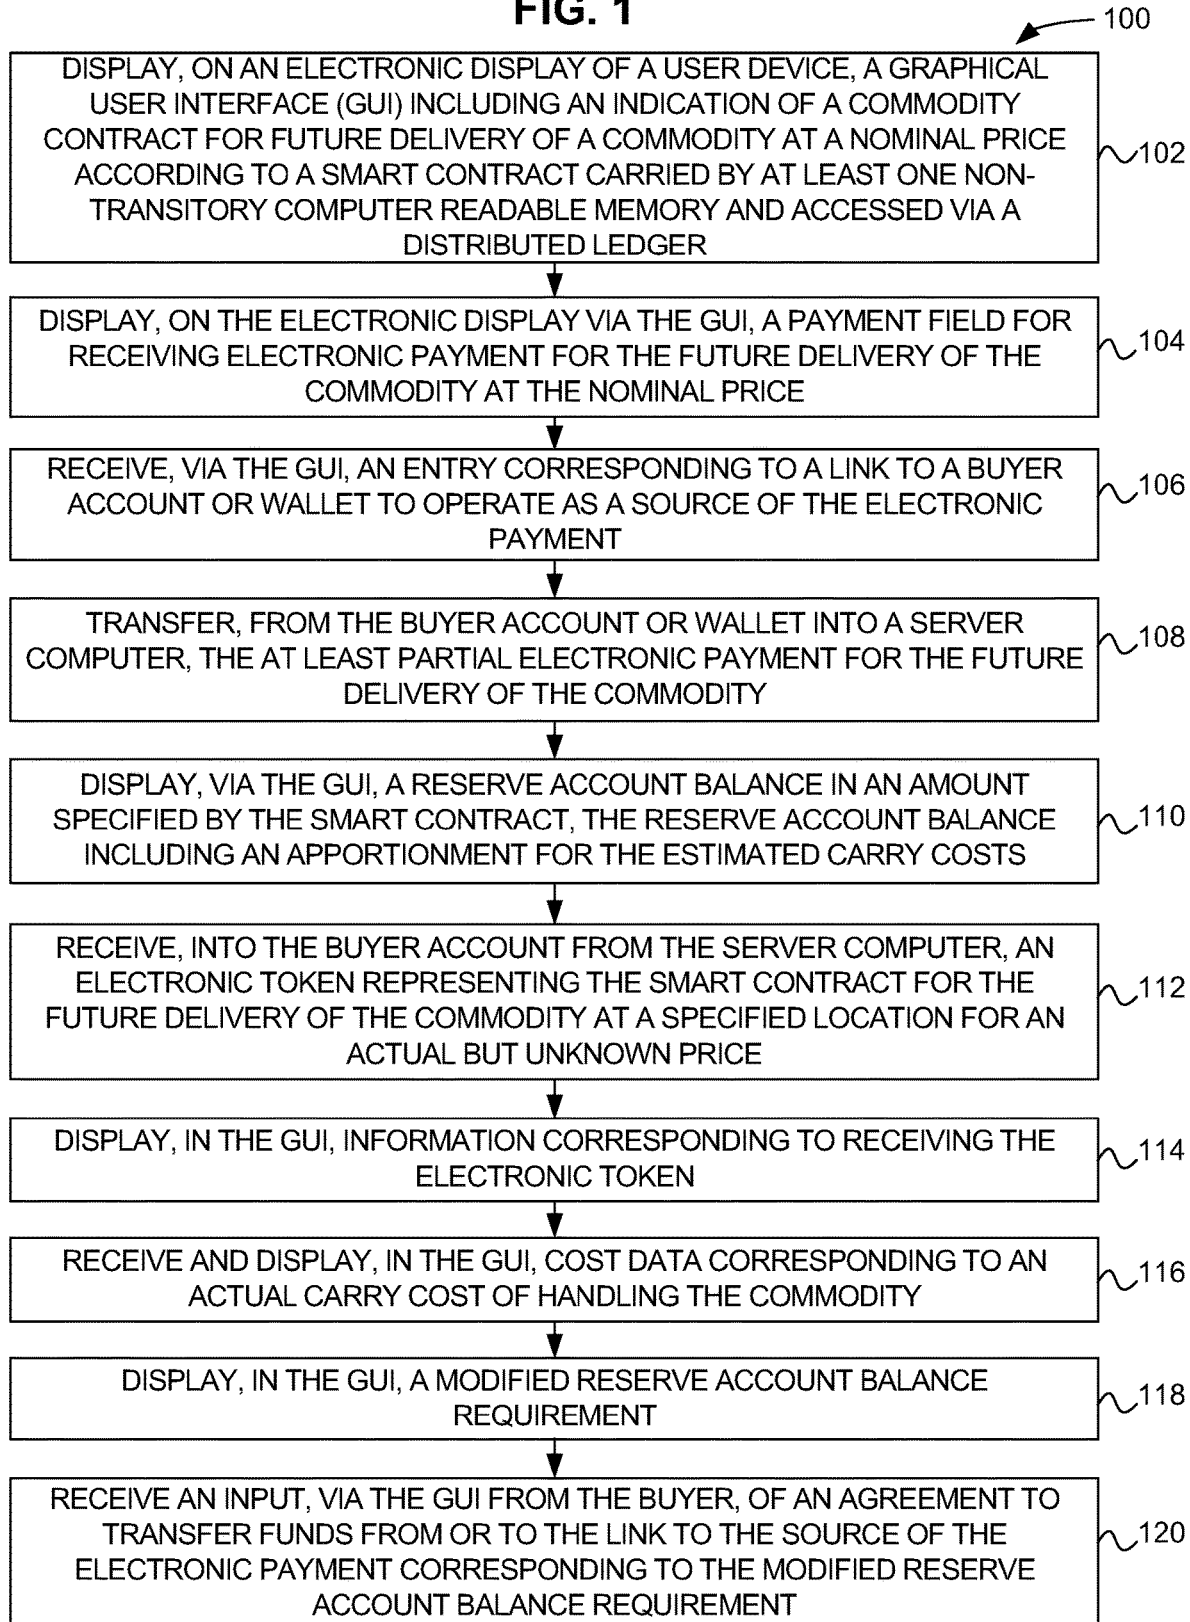 FIG. 1
100
DISPLAY, ON AN ELECTRONIC DISPLAY OF A USER DEVICE, A GRAPHICAL
USER INTERFACE (GUI) INCLUDING AN INDICATION OF A COMMODITY
CONTRACT FOR FUTURE DELIVERY OF A COMMODITY AT A NOMINAL PRICE
ACCORDING TO A SMART CONTRACT CARRIED BY AT LEAST ONE NON-
TRANSITORY COMPUTER READABLE MEMORY AND ACCESSED VIA A
DISTRIBUTED LEDGER
102
DISPLAY, ON THE ELECTRONIC DISPLAY VIA THE GUI, A PAYMENT FIELD FOR
RECEIVING ELECTRONIC PAYMENT FOR THE FUTURE DELIVERY OF THE
COMMODITY AT THE NOMINAL PRICE
104
RECEIVE, VIA THE GUI, AN ENTRY CORRESPONDING TO A LINK TO A BUYER
ACCOUNT OR WALLET TO OPERATE AS A SOURCE OF THE ELECTRONIC
PAYMENT
106
TRANSFER, FROM THE BUYER ACCOUNT OR WALLET INTO A SERVER
COMPUTER, THE AT LEAST PARTIAL ELECTRONIC PAYMENT FOR THE FUTURE
DELIVERY OF THE COMMODITY
108
DISPLAY, VIA THE GUI, A RESERVE ACCOUNT BALANCE IN AN AMOUNT
SPECIFIED BY THE SMART CONTRACT, THE RESERVE ACCOUNT BALANCE
INCLUDING AN APPORTIONMENT FOR THE ESTIMATED CARRY COSTS
110
RECEIVE, INTO THE BUYER ACCOUNT FROM THE SERVER COMPUTER, AN
ELECTRONIC TOKEN REPRESENTING THE SMART CONTRACT FOR THE
FUTURE DELIVERY OF THE COMMODITY AT A SPECIFIED LOCATION FOR AN
ACTUAL BUT UNKNOWN PRICE
112
DISPLAY, IN THE GUI, INFORMATION CORRESPONDING TO RECEIVING THE
ELECTRONIC TOKEN
114
RECEIVE AND DISPLAY, IN THE GUI, COST DATA CORRESPONDING TO AN
ACTUAL CARRY COST OF HANDLING THE COMMODITY
116
DISPLAY, IN THE GUI, A MODIFIED RESERVE ACCOUNT BALANCE
REQUIREMENT
118
RECEIVE AN INPUT, VIA THE GUI FROM THE BUYER, OF AN AGREEMENT TO
TRANSFER FUNDS FROM OR TO THE LINK TO THE SOURCE OF THE
ELECTRONIC PAYMENT CORRESPONDING TO THE MODIFIED RESERVE
ACCOUNT BALANCE REQUIREMENT
120